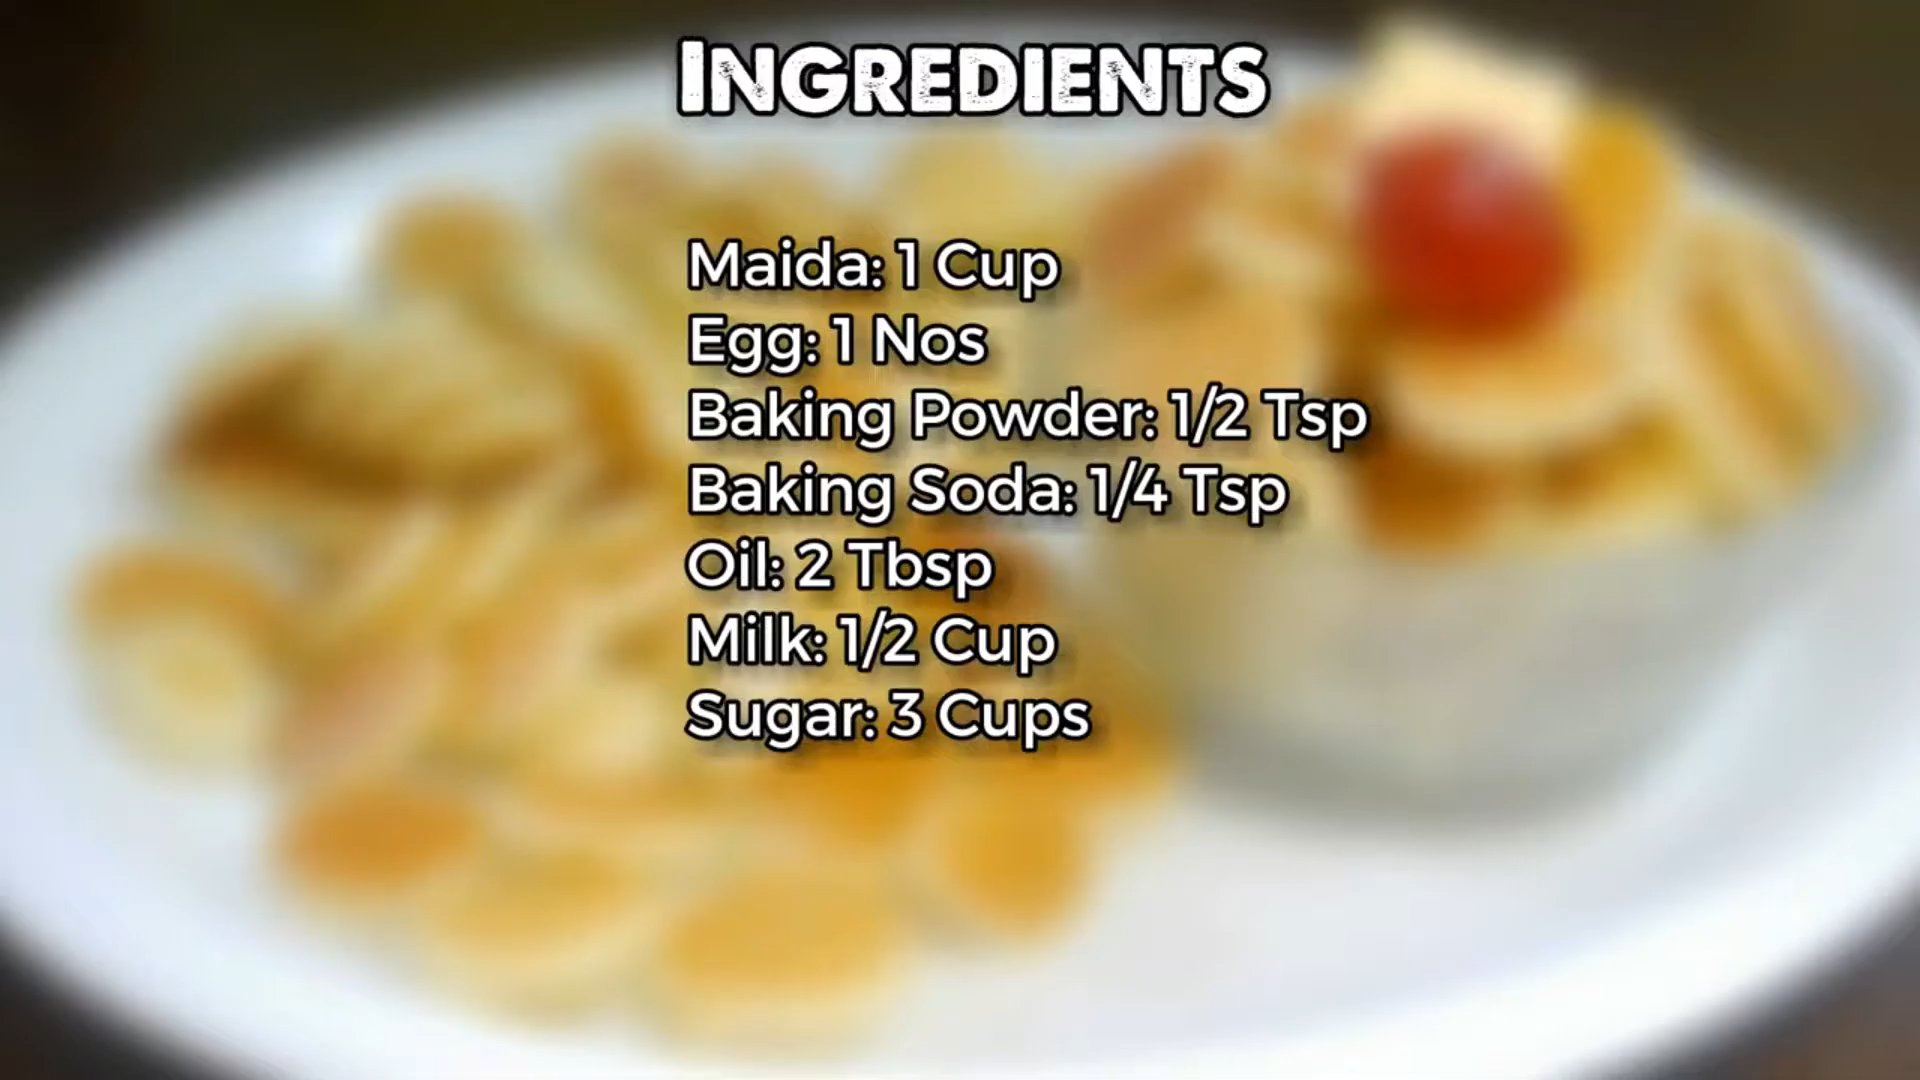 INGREDIENTS
Maida: 1 Cup
Egg: 1 Nos
Baking Powder: 1/2 Tsp
Baking Soda: 1/4 Tsp
Oil: 2 Tbsp
Milk: 1/2 Cup
Sugar: 3 Cups